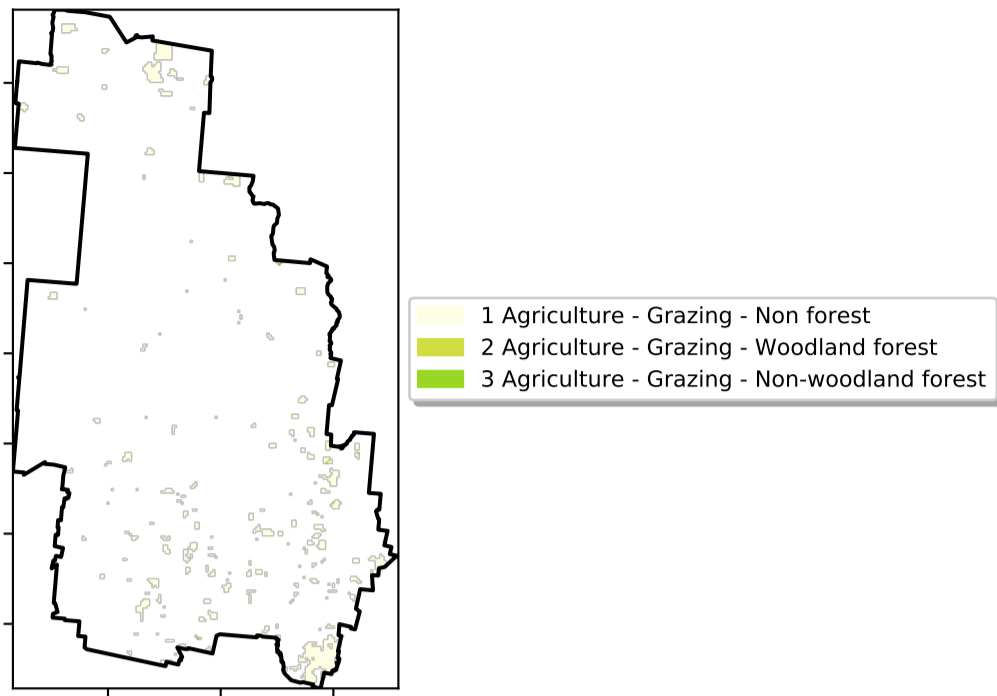 1 Agriculture - Grazing - Non forest
2 Agriculture - Grazing - Woodland forest
3 Agriculture - Grazing - Non-woodland forest